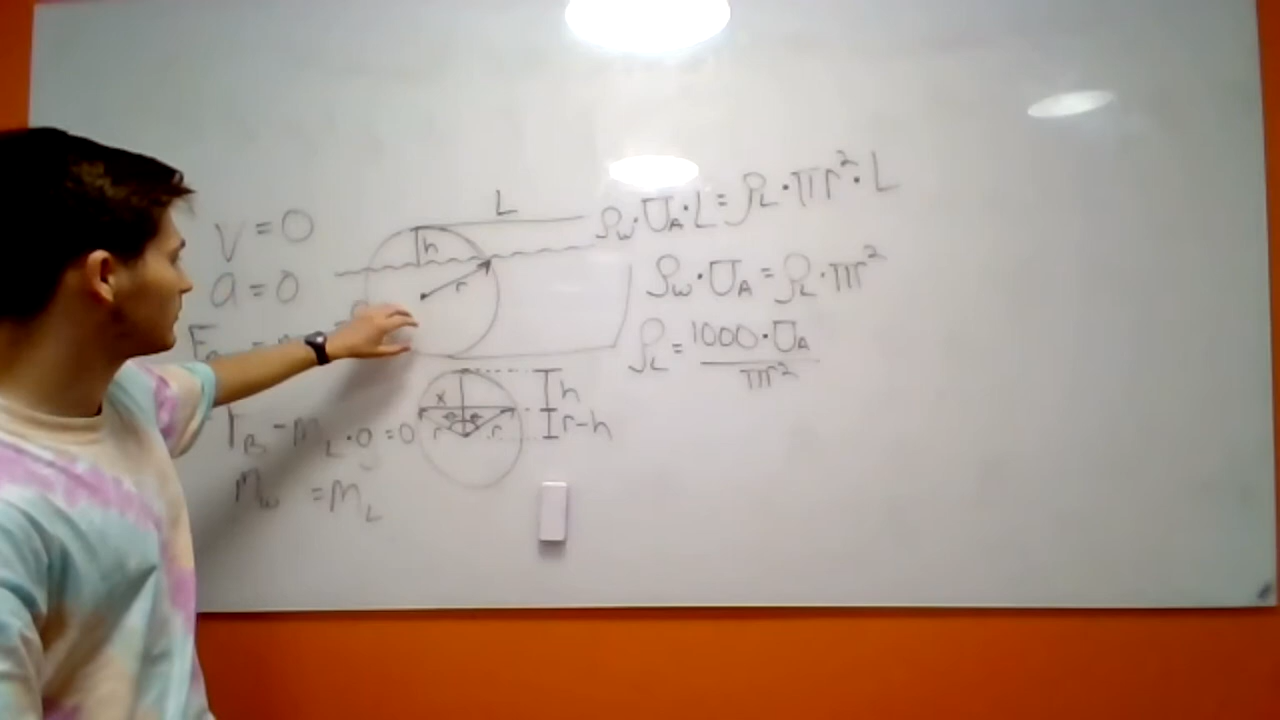 V = 0
a = 0
F_B - m_L · g = 0
m_w = m_L
L
h
r
x
r r
h
r-h
ρ_w · U_A · L = ρ_L · πr² · L
ρ_w · U_A = ρ_L · πr²
ρ_L = 1000 · U_A / πr²